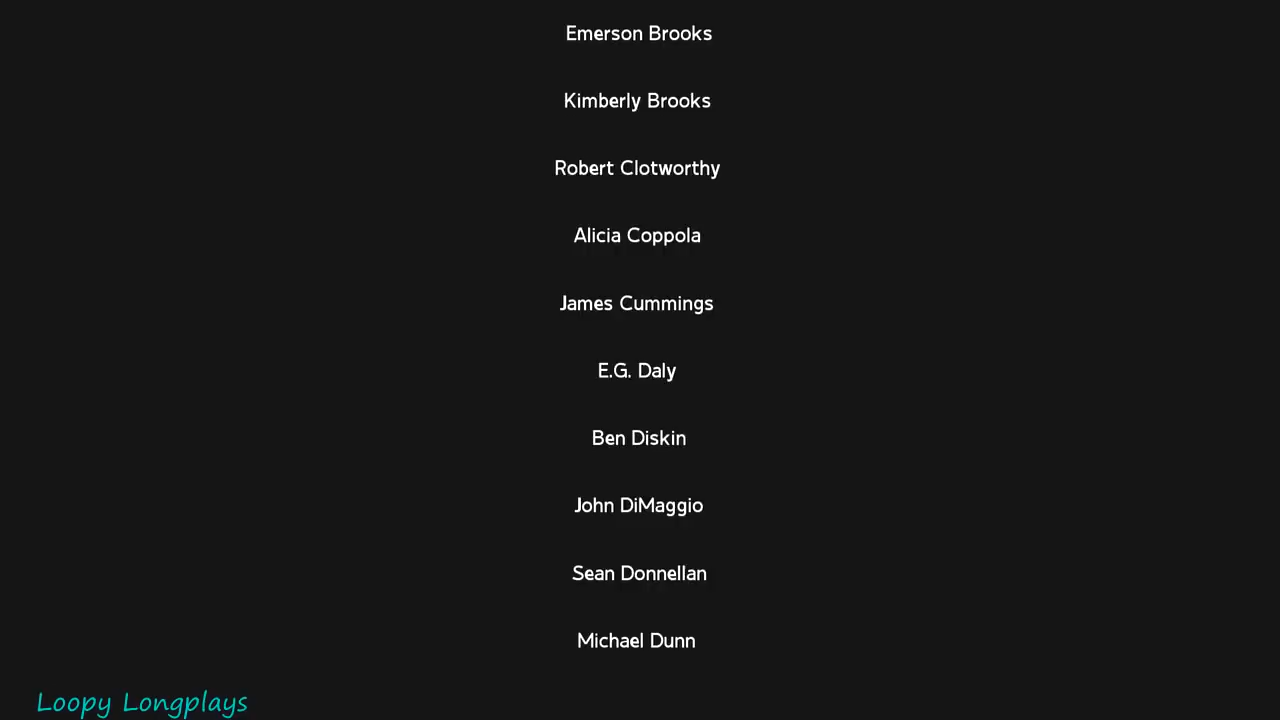 Emerson Brooks
Kimberly Brooks
Robert Clotworthy
Alicia Coppola
James Cummings
E.G. Daly
Ben Diskin
John DiMaggio
Sean Donnellan
Michael Dunn
Loopy Longplays